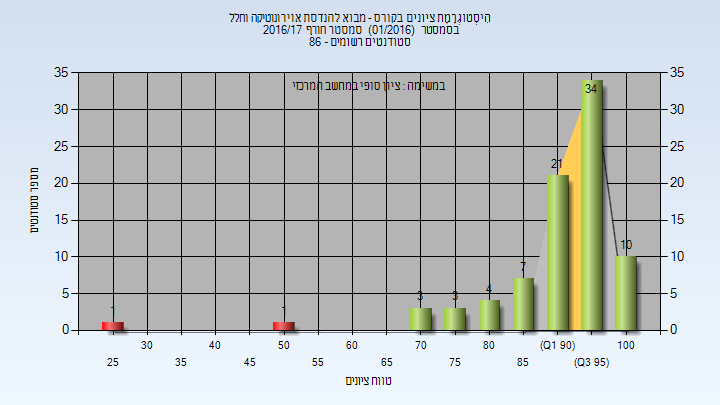 היסטוגרמת ציונים בקורס - מבוא להנדסת אוירונוטיקה וחלל
בסמסטר (01/2016) סמסטר חורף 2016/17
סטודנטים רשומים - 86
במשימה : ציון סופי במחשב המרכזי
35 35
30 30
25 25
20 20
15 15
10 10
5 5
0 0
מספר סטודנטים
1 1 3 3 4 7 21 34 10
30 40 50 60 70 80 (Q1 90) 100
25 35 45 55 65 75 85 (Q3 95)
טווח ציונים